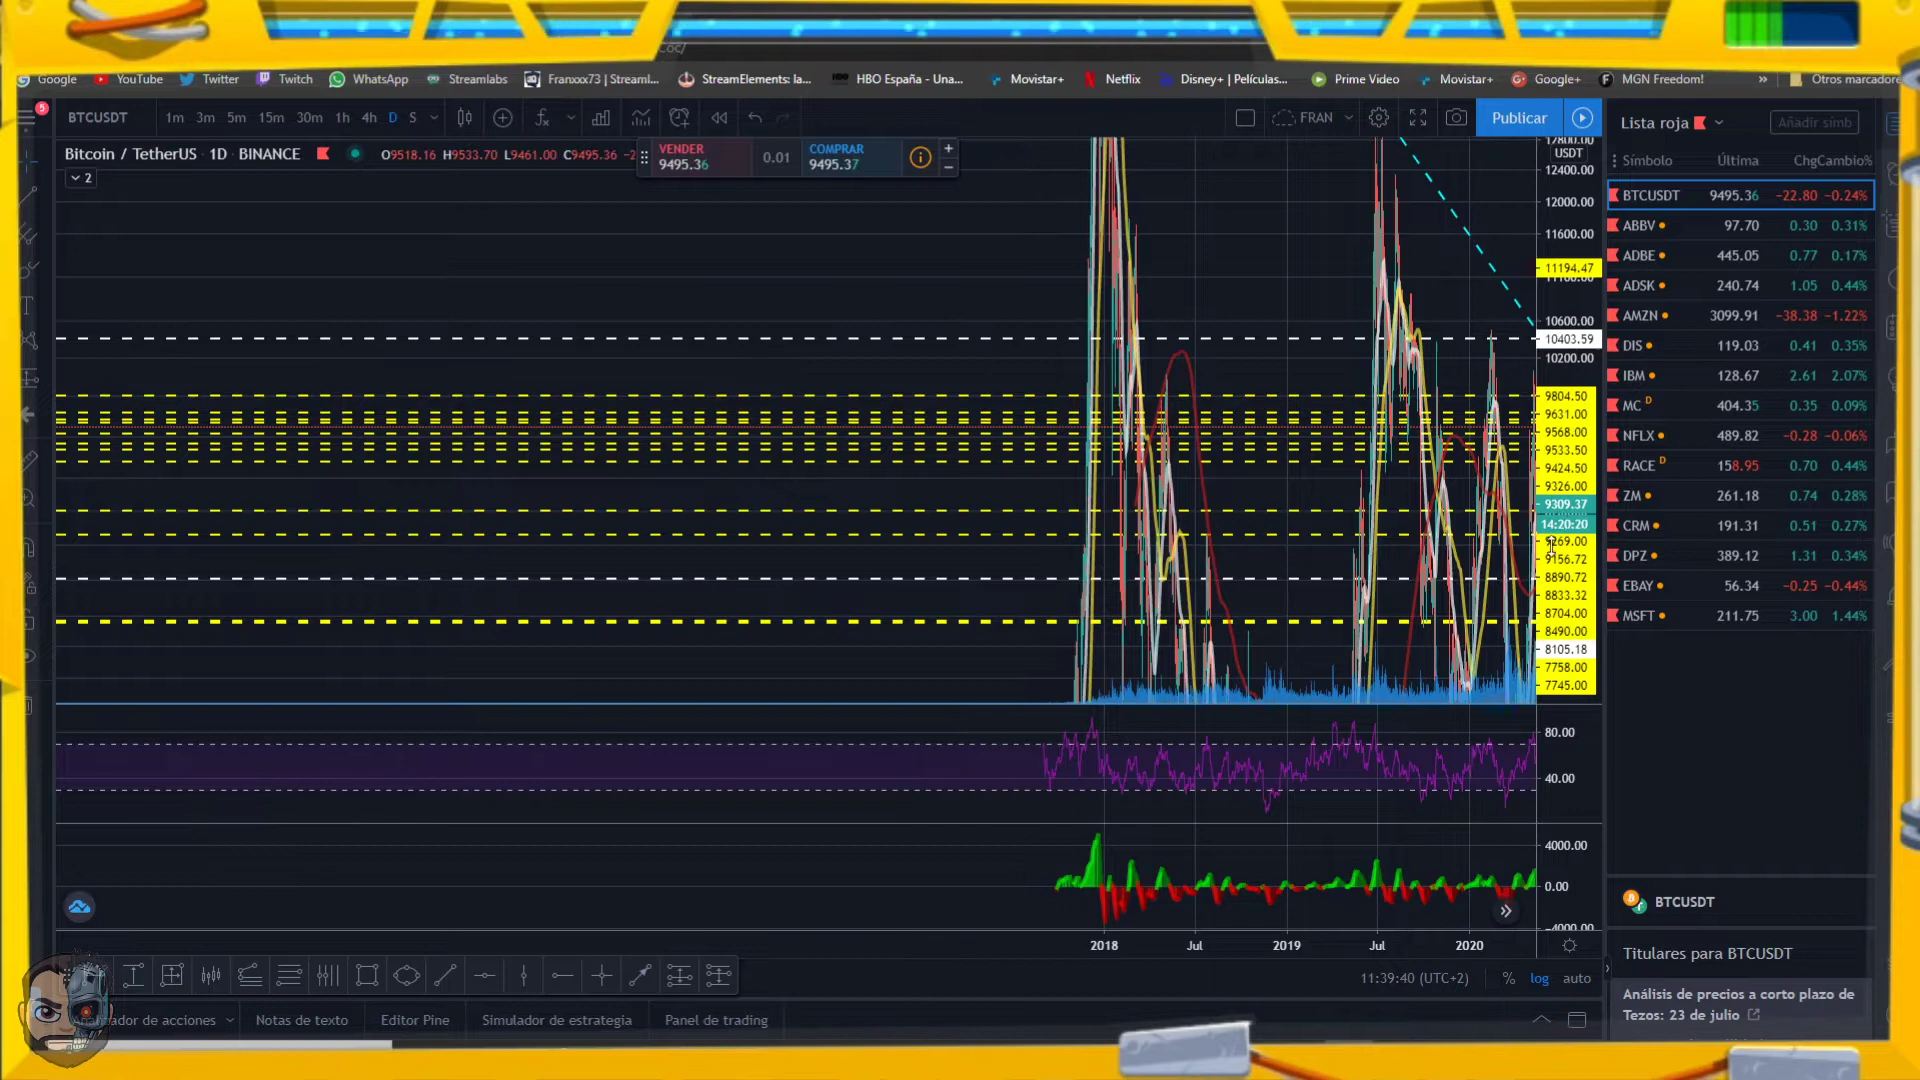 Coc/
Google YouTube Twitter Twitch WhatsApp Streamlabs Franxxx73 | Streaml... StreamElements: la... HBO España - Una... Movistar+ Netflix Disney+ | Películas... Prime Video Movistar+ Google+ MGN Freedom! » Otros marcadore
5
BTCUSDT 1m 3m 5m 15m 30m 1h 4h D S FRAN Publicar
Lista roja Añadir símb
Bitcoin / TetherUS · 1D · BINANCE O9518.16 H9533.70 L9461.00 C9495.36 −2
VENDER 9495.36 0.01 COMPRAR 9495.37
2
Símbolo Última Chg Cambio%
BTCUSDT 9495.36 −22.80 −0.24%
ABBV 97.70 0.30 0.31%
ADBE 445.05 0.77 0.17%
ADSK 240.74 1.05 0.44%
AMZN 3099.91 −38.38 −1.22%
DIS 119.03 0.41 0.35%
IBM 128.67 2.61 2.07%
MC D 404.35 0.35 0.09%
NFLX 489.82 −0.28 −0.06%
RACE D 158.95 0.70 0.44%
ZM 261.18 0.74 0.28%
CRM 191.31 0.51 0.27%
DPZ 389.12 1.31 0.34%
EBAY 56.34 −0.25 −0.44%
MSFT 211.75 3.00 1.44%
USDT
12400.00
12000.00
11600.00
11194.47
10600.00
10403.59
10200.00
9804.50
9631.00
9568.00
9533.50
9424.50
9326.00
9309.37
14:20:20
9156.72
8890.72
8833.32
8704.00
8490.00
8105.18
7758.00
7745.00
80.00
40.00
4000.00
0.00
−4000.00
2018 Jul 2019 Jul 2020
11:39:40 (UTC+2) % log auto
BTCUSDT
Titulares para BTCUSDT
Análisis de precios a corto plazo de
Tezos: 23 de julio
de acciones Notas de texto Editor Pine Simulador de estrategia Panel de trading